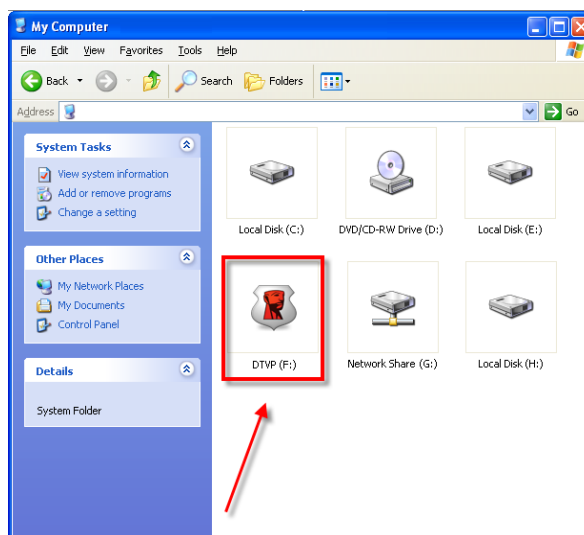 My Computer
File Edit View Favorites Tools Help
Back Search Folders
Address Go
System Tasks
View system information
Add or remove programs
Change a setting
Other Places
My Network Places
My Documents
Control Panel
Details
System Folder
Local Disk (C:) DVD/CD-RW Drive (D:) Local Disk (E:)
DTVP (F:) Network Share (G:) Local Disk (H:)